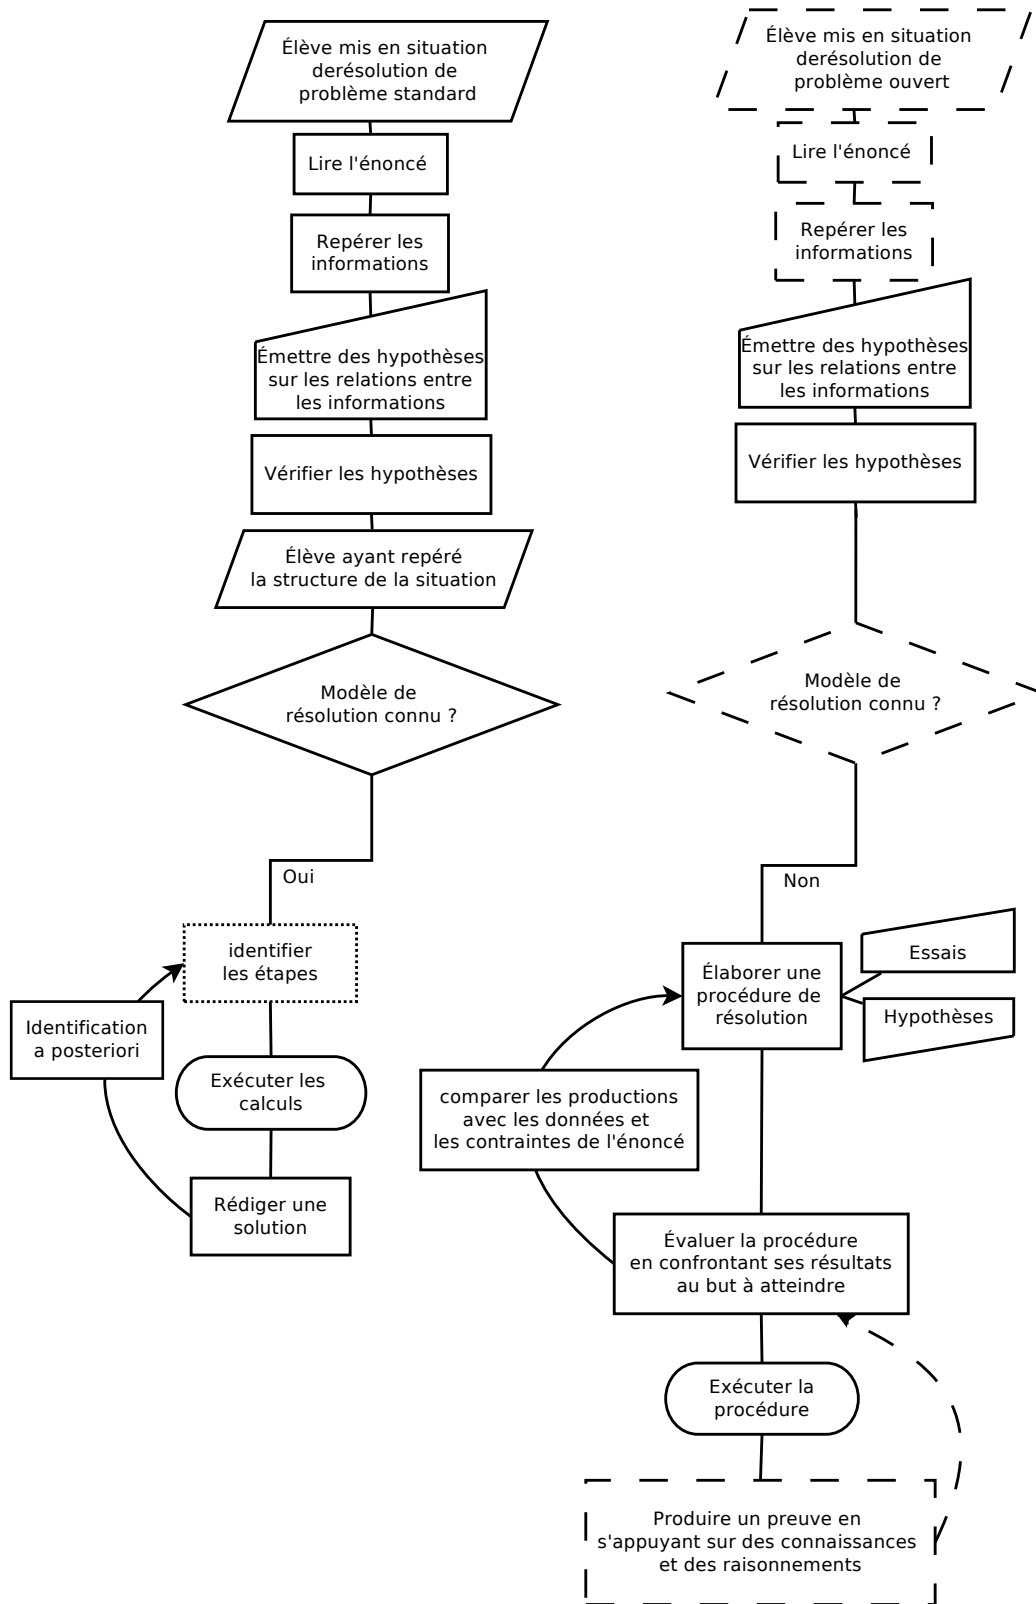 Élève mis en situation
derésolution de
problème standard
Lire l'énoncé
Repérer les
informations
Émettre des hypothèses
sur les relations entre
les informations
Vérifier les hypothèses
Élève ayant repéré
la structure de la situation
Modèle de
résolution connu ?
Oui
identifier
les étapes
Identification
a posteriori
Exécuter les
calculs
Rédiger une
solution
Élève mis en situation
derésolution de
problème ouvert
Lire l'énoncé
Repérer les
informations
Émettre des hypothèses
sur les relations entre
les informations
Vérifier les hypothèses
Modèle de
résolution connu ?
Non
Élaborer une
procédure de
résolution
Essais
Hypothèses
comparer les productions
avec les données et
les contraintes de l'énoncé
Évaluer la procédure
en confrontant ses résultats
au but à atteindre
Exécuter la
procédure
Produire un preuve en
s'appuyant sur des connaissances
et des raisonnements